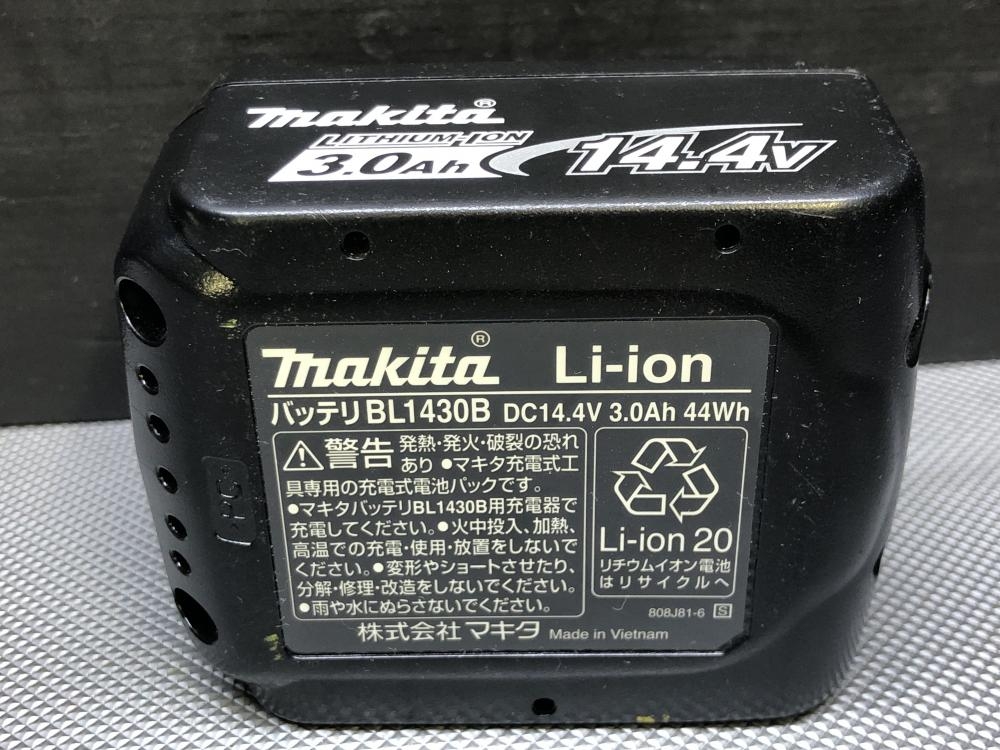 makita®
LITHIUM-ION
3.0Ah
14.4V
makita®
Li-ion
バッテリBL1430B DC14.4V 3.0Ah 44Wh
警告 発熱・発火・破裂の恐れ
あり ●マキタ充電式工
具専用の充電式電池パックです。
●マキタバッテリBL1430B用充電器で
充電してください。●火中投入、加熱、
高温での充電・使用・放置をしないで
ください。●変形やショートさせたり、
分解・修理・改造をしないでください。
●雨や水にぬらさないでください。
Li-ion 20
リチウムイオン電池
はリサイクルへ
808J81-6 S
株式会社 マキタ Made in Vietnam